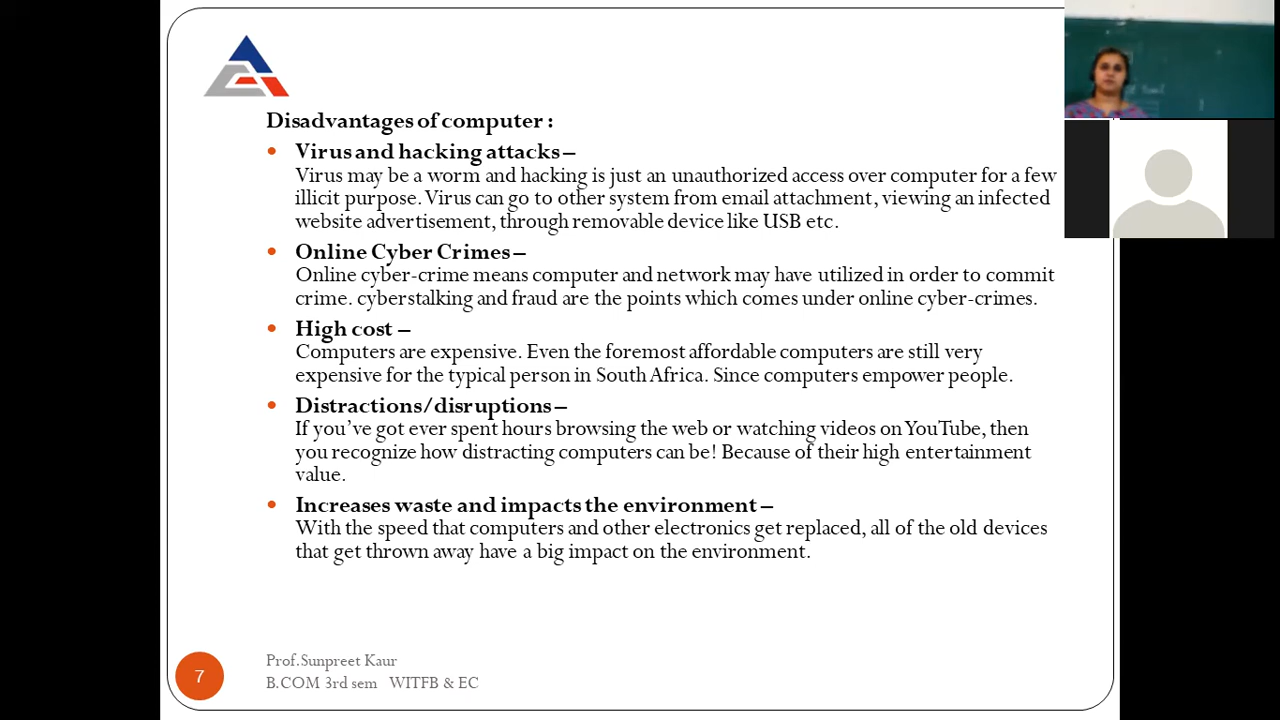 Disadvantages of computer :
Virus and hacking attacks –
Virus may be a worm and hacking is just an unauthorized access over computer for a few
illicit purpose. Virus can go to other system from email attachment, viewing an infected
website advertisement, through removable device like USB etc.
Online Cyber Crimes –
Online cyber-crime means computer and network may have utilized in order to commit
crime. cyberstalking and fraud are the points which comes under online cyber-crimes.
High cost –
Computers are expensive. Even the foremost affordable computers are still very
expensive for the typical person in South Africa. Since computers empower people.
Distractions/disruptions –
If you’ve got ever spent hours browsing the web or watching videos on YouTube, then
you recognize how distracting computers can be! Because of their high entertainment
value.
Increases waste and impacts the environment –
With the speed that computers and other electronics get replaced, all of the old devices
that get thrown away have a big impact on the environment.
Prof.Sunpreet Kaur
7
B.COM 3rd sem WITFB & EC